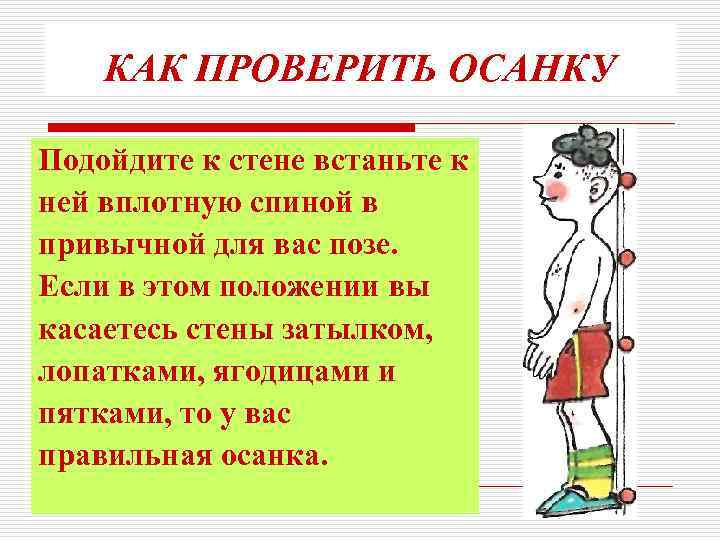 КАК ПРОВЕРИТЬ ОСАНКУ
Подойдите к стене встаньте к
ней вплотную спиной в
привычной для вас позе.
Если в этом положении вы
касаетесь стены затылком,
лопатками, ягодицами и
пятками, то у вас
правильная осанка.